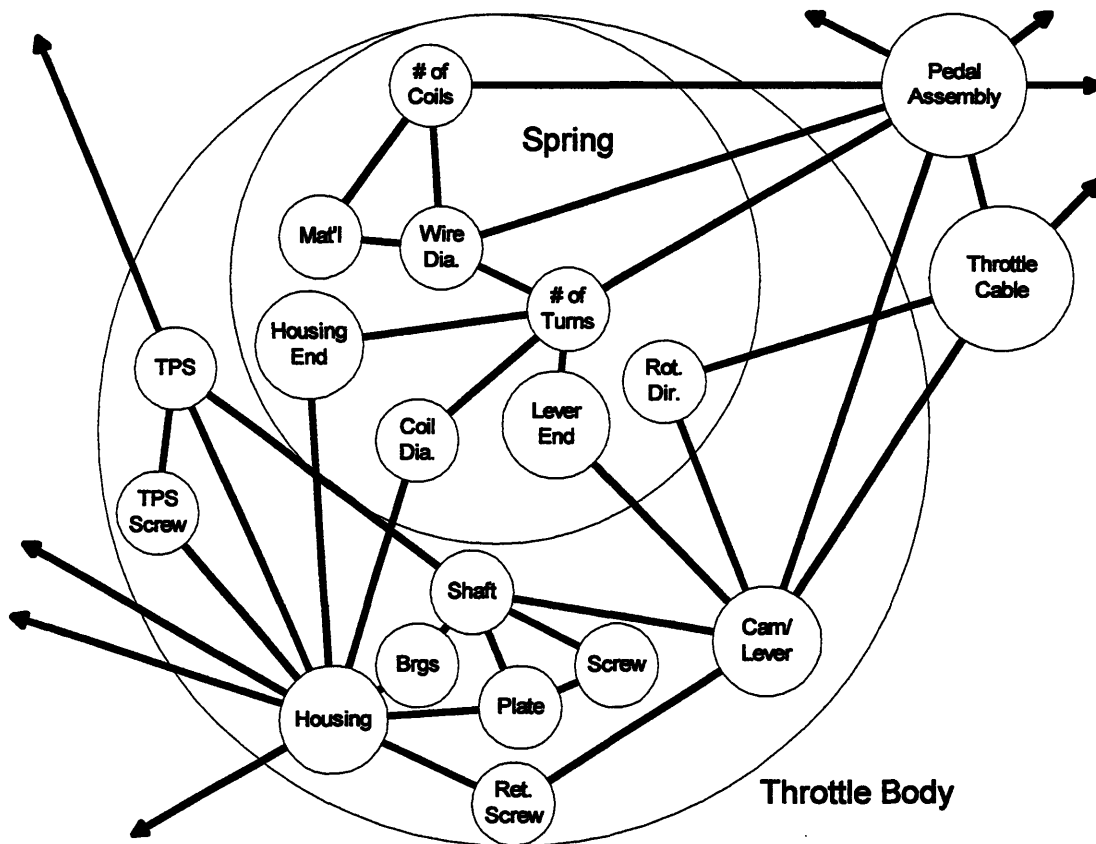 # of
Coils
Pedal
Assembly
Spring
Mat'l
Wire
Dia.
Throttle
Cable
# of
Turns
Housing
End
TPS
Rot.
Dir.
Lever
End
Coil
Dia.
TPS
Screw
Shaft
Cam/
Lever
Brgs
Screw
Plate
Housing
Ret.
Screw
Throttle Body